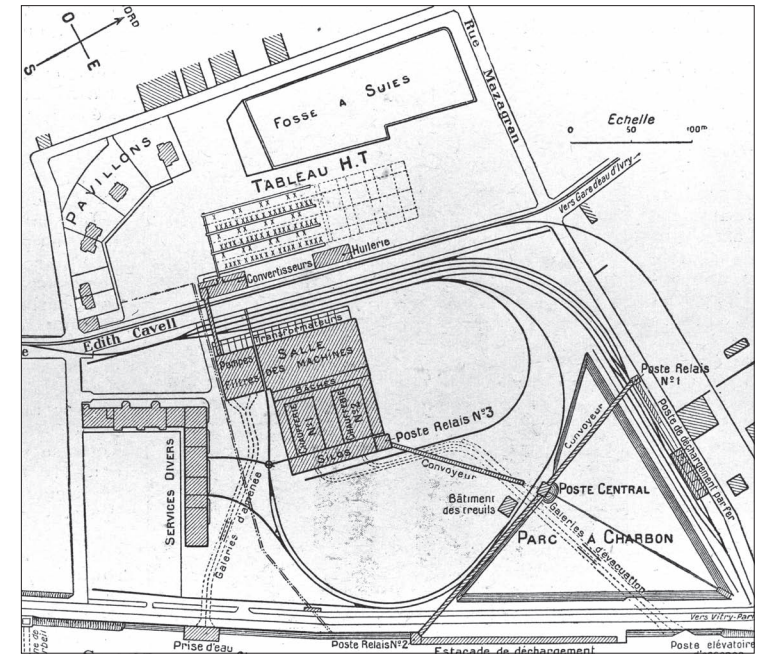 O
NORD
S
E
Rue Mazagran
FOSSE A SUIES
Echelle
0 50 100m
PAVILLONS
TABLEAU H.T
Vers Gare d'eau d'Ivry
Huilerie
Convertisseurs
Edith Cavell
Transformateurs
Pompes
Filtres
SALLE
DES MACHINES
BACHES
Chaufferie
N°1
Chaufferie
N°2
SILOS
Poste Relais
N°1
Poste Relais N°3
Convoyeur
Convoyeur
Poste de déchargement par Fer
SERVICES DIVERS
Galeries d'amenée
Bâtiment
des treuils
POSTE CENTRAL
Galeries
d'évacuation
PARC A CHARBON
Vers Vitry-Par
Prise d'eau
Poste Relais N°2
Estacade de déchargement
Poste elévatoire